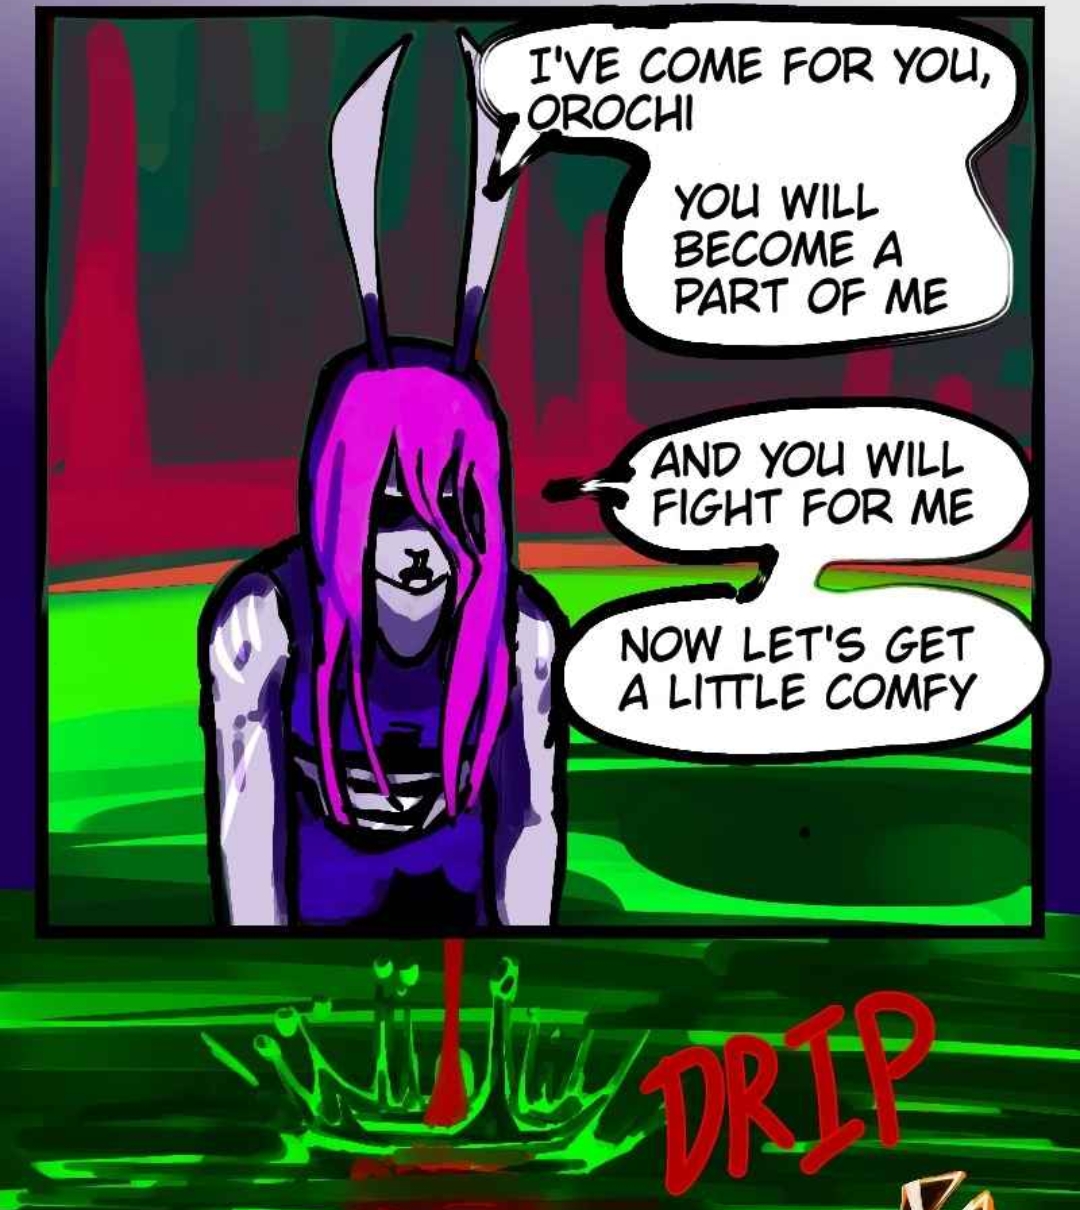 I'VE COME FOR YOU,
OROCHI
YOU WILL
BECOME A
PART OF ME
AND YOU WILL
FIGHT FOR ME
NOW LET'S GET
A LITTLE COMFY
DRIP